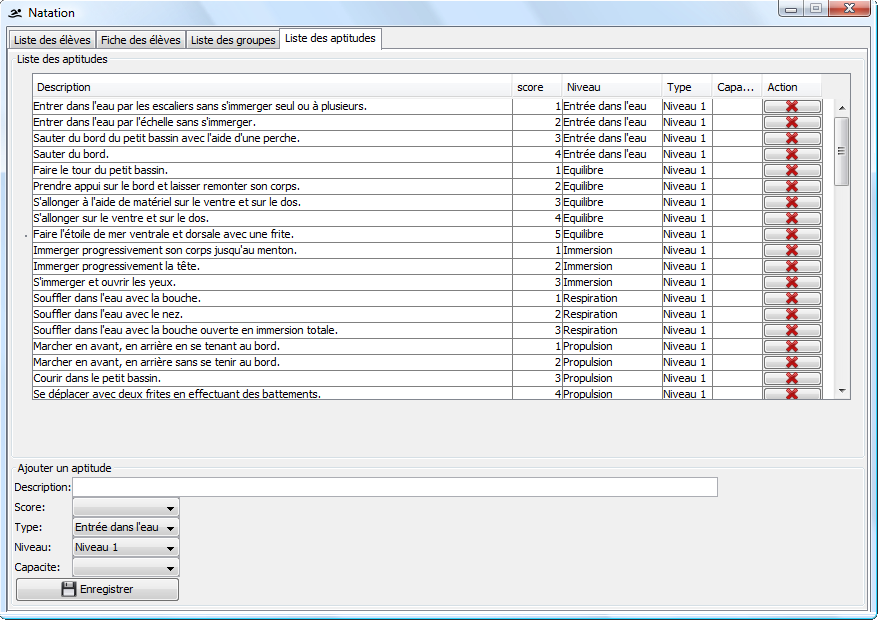 Natation
Liste des élèves Fiche des élèves Liste des groupes Liste des aptitudes
Liste des aptitudes
Description score Niveau Type Capa... Action
Entrer dans l'eau par les escaliers sans s'immerger seul ou à plusieurs. 1 Entrée dans l'eau Niveau 1
Entrer dans l'eau par l'échelle sans s'immerger. 2 Entrée dans l'eau Niveau 1
Sauter du bord du petit bassin avec l'aide d'une perche. 3 Entrée dans l'eau Niveau 1
Sauter du bord. 4 Entrée dans l'eau Niveau 1
Faire le tour du petit bassin. 1 Equilibre Niveau 1
Prendre appui sur le bord et laisser remonter son corps. 2 Equilibre Niveau 1
S'allonger à l'aide de matériel sur le ventre et sur le dos. 3 Equilibre Niveau 1
S'allonger sur le ventre et sur le dos. 4 Equilibre Niveau 1
Faire l'étoile de mer ventrale et dorsale avec une frite. 5 Equilibre Niveau 1
Immerger progressivement son corps jusqu'au menton. 1 Immersion Niveau 1
Immerger progressivement la tête. 2 Immersion Niveau 1
S'immerger et ouvrir les yeux. 3 Immersion Niveau 1
Souffler dans l'eau avec la bouche. 1 Respiration Niveau 1
Souffler dans l'eau avec le nez. 2 Respiration Niveau 1
Souffler dans l'eau avec la bouche ouverte en immersion totale. 3 Respiration Niveau 1
Marcher en avant, en arrière en se tenant au bord. 1 Propulsion Niveau 1
Marcher en avant, en arrière sans se tenir au bord. 2 Propulsion Niveau 1
Courir dans le petit bassin. 3 Propulsion Niveau 1
Se déplacer avec deux frites en effectuant des battements. 4 Propulsion Niveau 1
Ajouter un aptitude
Description:
Score:
Type: Entrée dans l'eau
Niveau: Niveau 1
Capacite:
Enregistrer